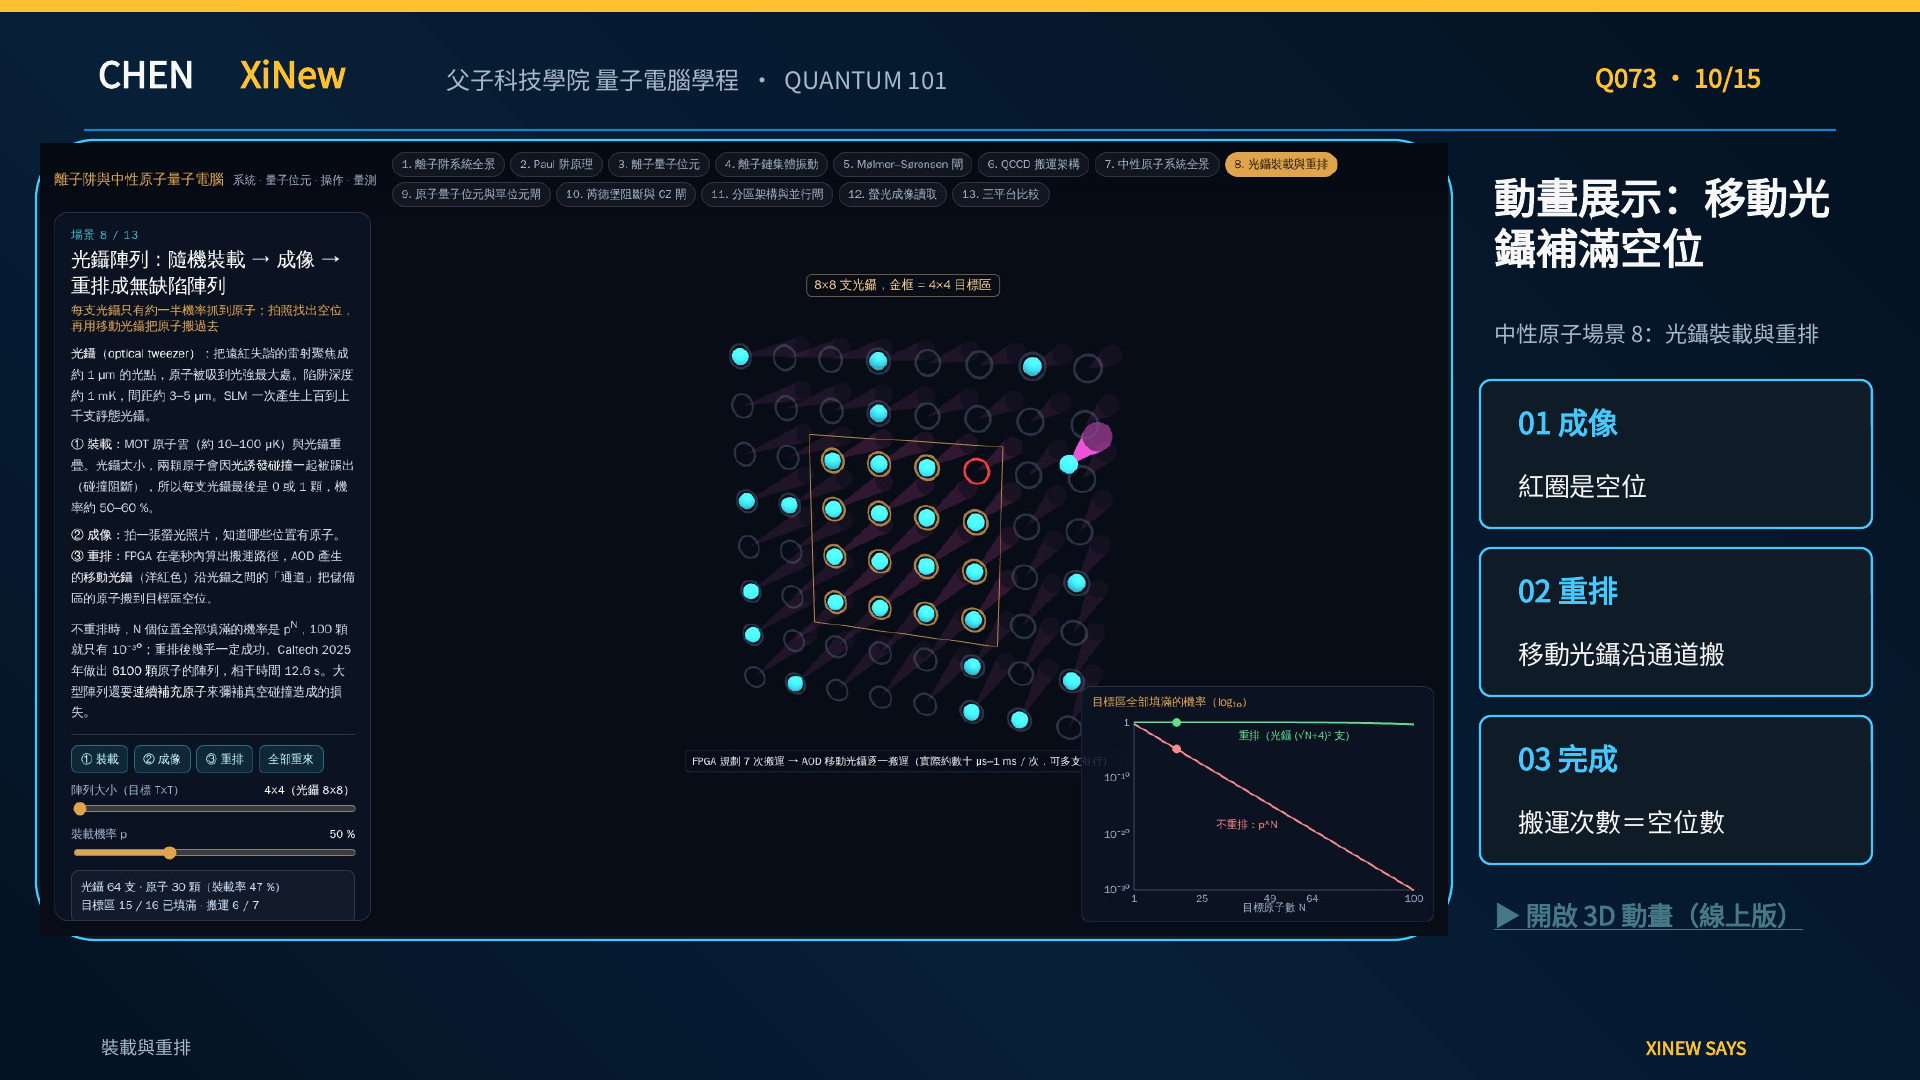 CHEN XiNew 父子科技學院 量子電腦學程 • QUANTUM 101 Q073 • 10/15
離子阱與中性原子量子電腦 系統 · 量子位元 · 操作 · 量測
1. 離子阱系統全景 2. Paul 阱原理 3. 離子量子位元 4. 離子鏈集體振動 5. Mølmer–Sørensen 閘 6. QCCD 搬運架構 7. 中性原子系統全景 8. 光鑷裝載與重排
9. 原子量子位元與單位元閘 10. 芮德堡阻斷與 CZ 閘 11. 分區架構與並行閘 12. 螢光成像讀取 13. 三平台比較
場景 8 / 13
光鑷陣列：隨機裝載 → 成像 →
重排成無缺陷陣列
每支光鑷只有約一半機率抓到原子；拍照找出空位，
再用移動光鑷把原子搬過去
光鑷（optical tweezer）：把遠紅失諧的雷射聚焦成
約 1 μm 的光點，原子被吸到光強最大處。陷阱深度
約 1 mK，間距約 3–5 μm。SLM 一次產生上百到上
千支靜態光鑷。
① 裝載：MOT 原子雲（約 10–100 μK）與光鑷重
疊。光鑷太小，兩顆原子會因光誘發碰撞一起被踢出
（碰撞阻斷），所以每支光鑷最後是 0 或 1 顆，機
率約 50–60 %。
② 成像：拍一張螢光照片，知道哪些位置有原子。
③ 重排：FPGA 在毫秒內算出搬運路徑，AOD 產生
的移動光鑷（洋紅色）沿光鑷之間的「通道」把儲備
區的原子搬到目標區空位。
不重排時，N 個位置全部填滿的機率是 pᴺ，100 顆
就只有 10⁻³⁰；重排後幾乎一定成功。Caltech 2025
年做出 6100 顆原子的陣列，相干時間 12.6 s。大
型陣列還要連續補充原子來彌補真空碰撞造成的損
失。
① 裝載 ② 成像 ③ 重排 全部重來
陣列大小（目標 T×T） 4×4（光鑷 8×8）
裝載機率 p 50 %
光鑷 64 支 · 原子 30 顆（裝載率 47 %）
目標區 15 / 16 已填滿 · 搬運 6 / 7
8×8 支光鑷，金框 = 4×4 目標區
FPGA 規劃 7 次搬運 → AOD 移動光鑷逐一搬運（實際約數十 μs–1 ms / 次，可多支並行）
目標區全部填滿的機率（log₁₀）
1
重排（光鑷 (√N+4)² 支）
10⁻¹⁰
不重排：p^N
10⁻²⁰
10⁻³⁰
1 25 49 64 100
目標原子數 N
動畫展示：移動光
鑷補滿空位
中性原子場景 8：光鑷裝載與重排
01 成像
紅圈是空位
02 重排
移動光鑷沿通道搬
03 完成
搬運次數＝空位數
▶ 開啟 3D 動畫（線上版）
裝載與重排 XINEW SAYS